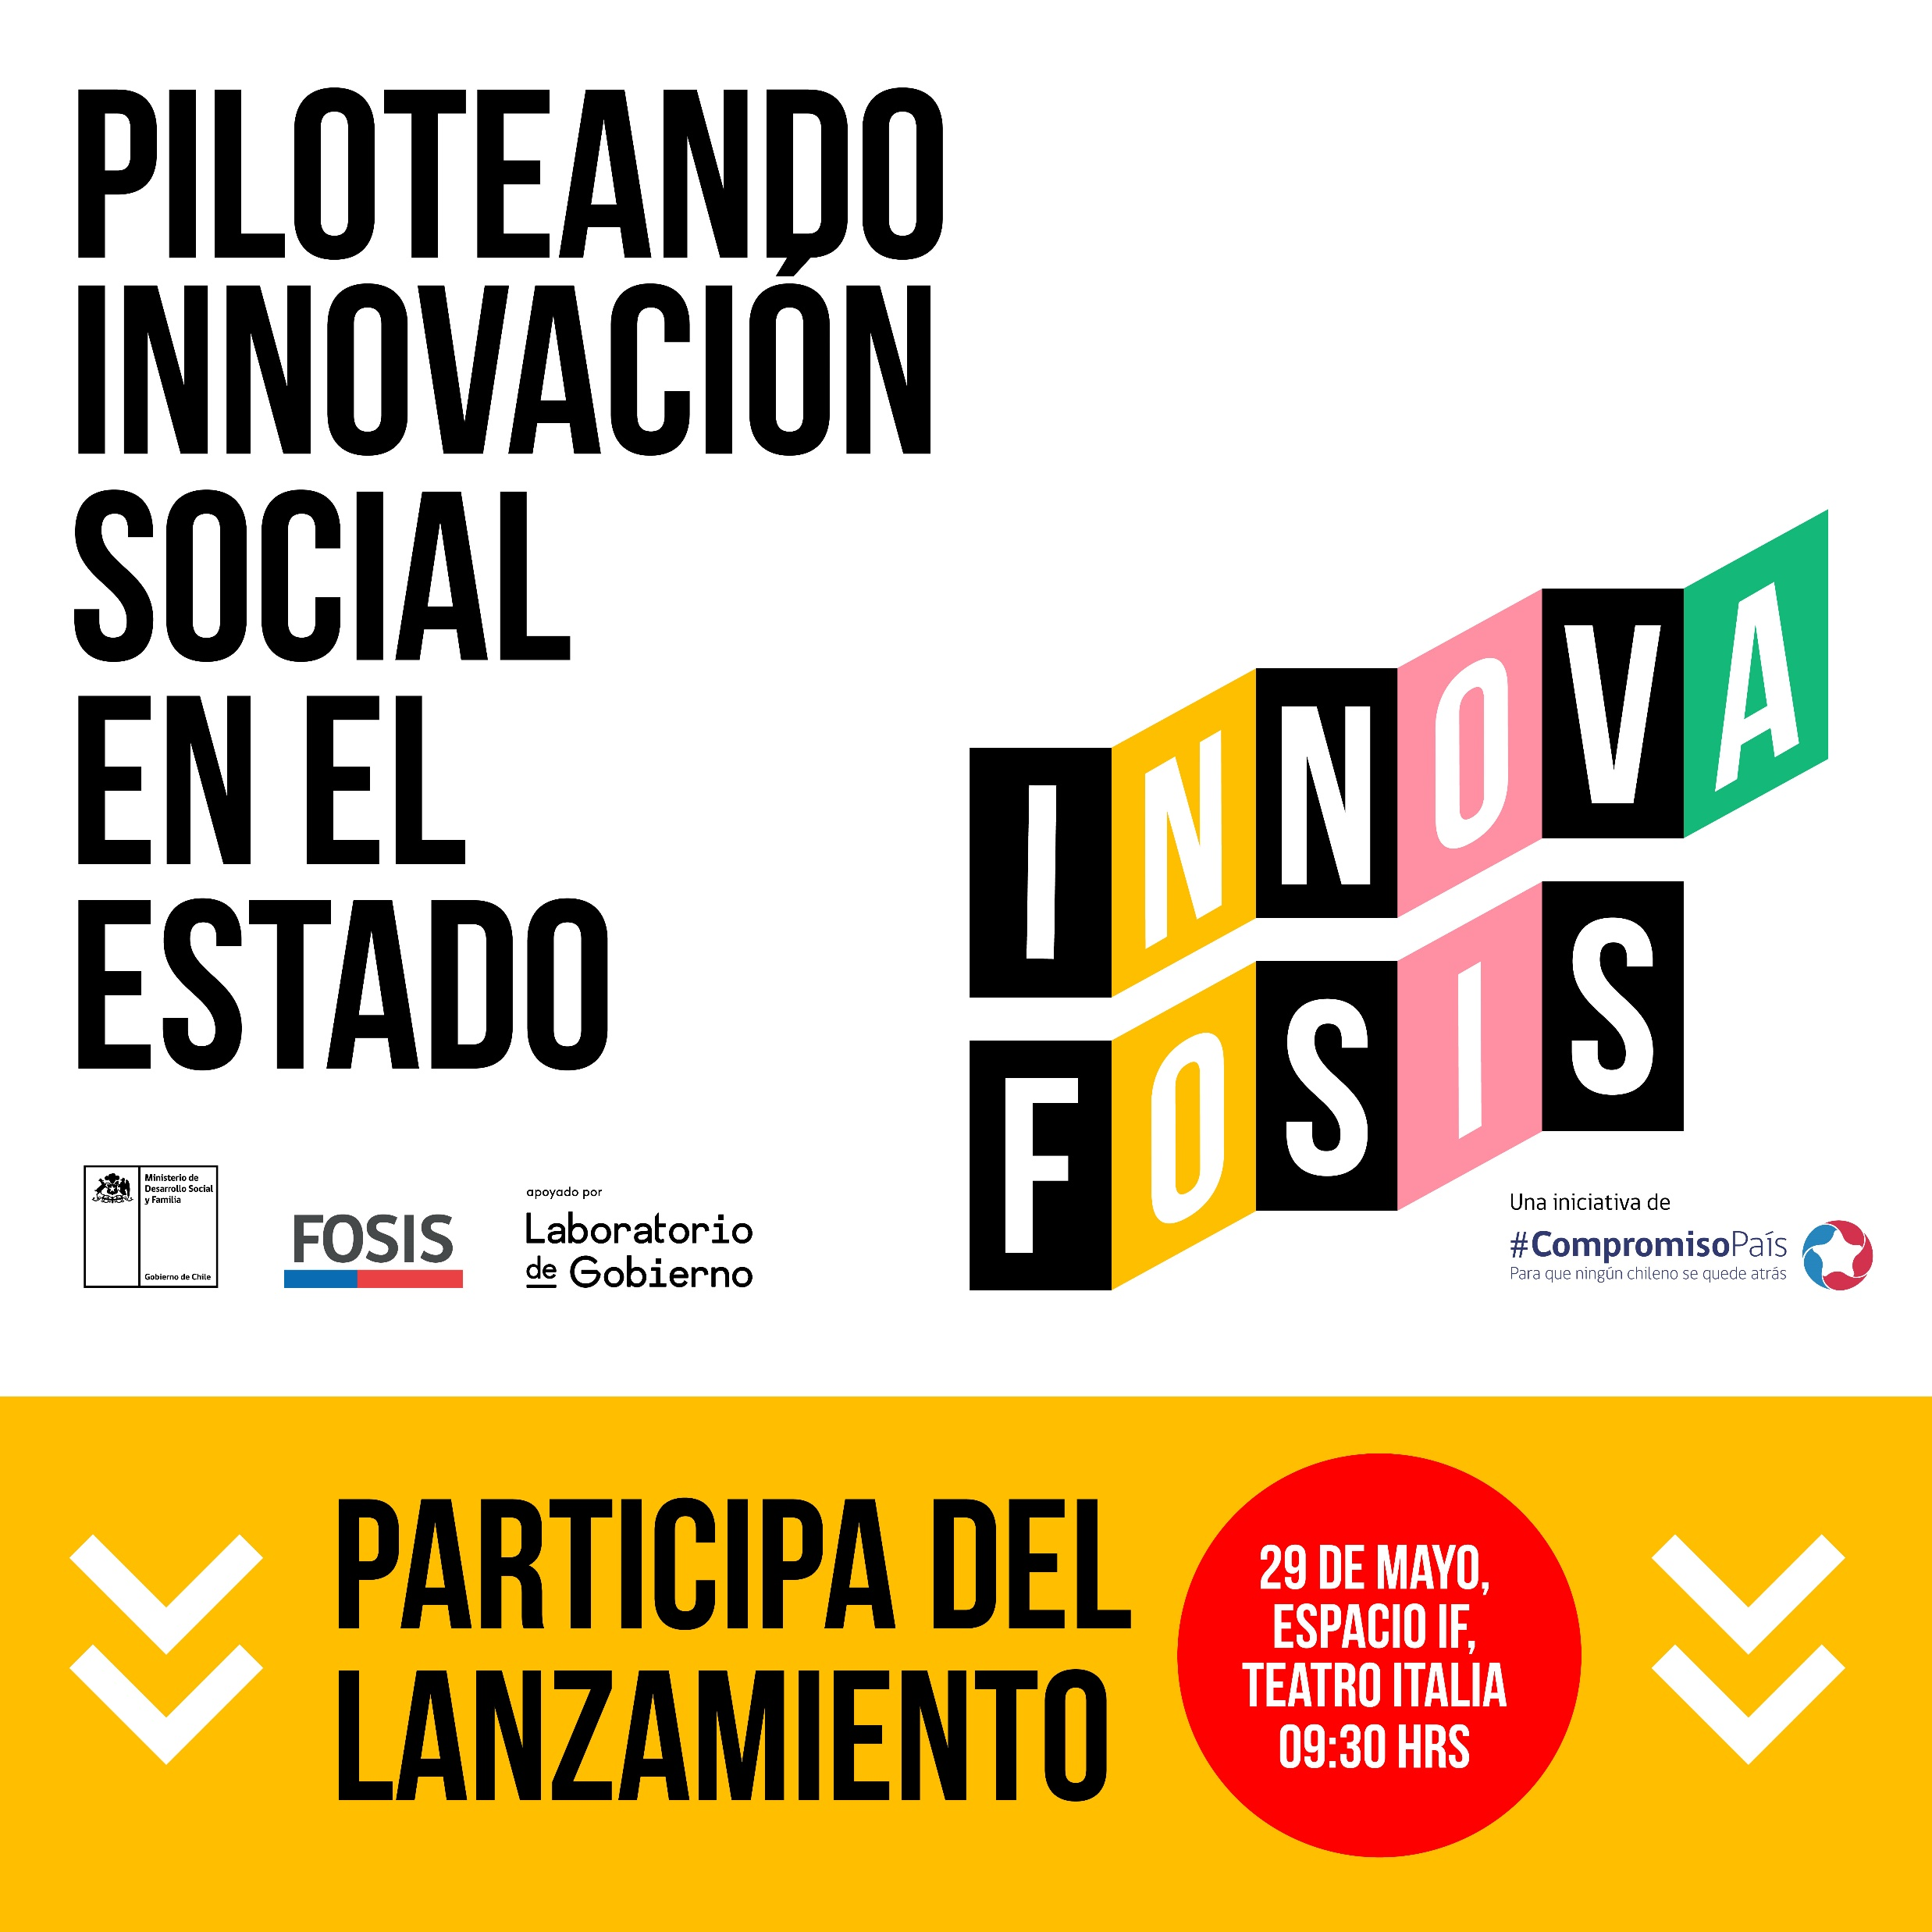 PILOTEANDO
INNOVACIÓN
SOCIAL
EN EL
ESTADO
INNOVA
FOSIS
Ministerio de
Desarrollo Social
y Familia
Gobierno de Chile
FOSIS
apoyado por
Laboratorio
de Gobierno
Una iniciativa de
#CompromisoPaís
Para que ningún chileno se quede atrás
PARTICIPA DEL
LANZAMIENTO
29 DE MAYO,
ESPACIO IF,
TEATRO ITALIA
09:30 HRS